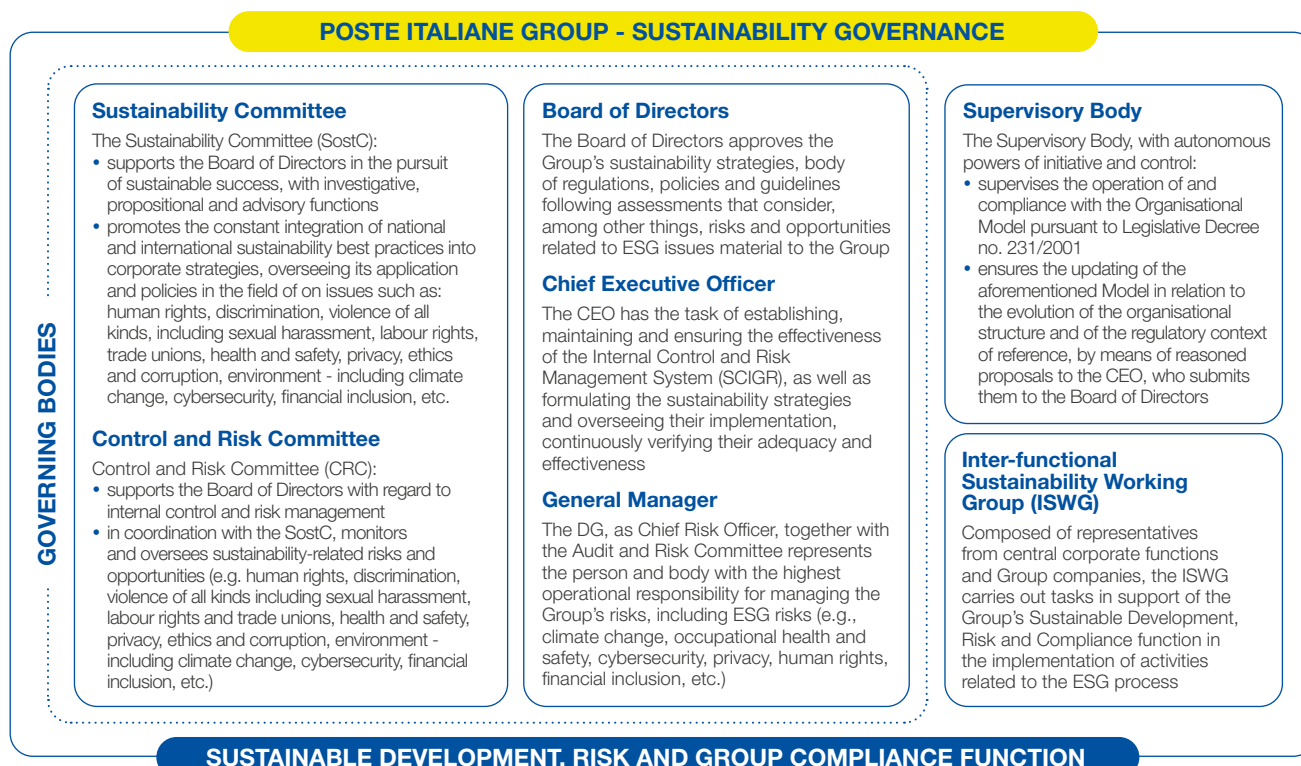 POSTE ITALIANE GROUP - SUSTAINABILITY GOVERNANCE
GOVERNING BODIES
Sustainability Committee
The Sustainability Committee (SostC):
• supports the Board of Directors in the pursuit
of sustainable success, with investigative,
propositional and advisory functions
• promotes the constant integration of national
and international sustainability best practices into
corporate strategies, overseeing its application
and policies in the field of on issues such as:
human rights, discrimination, violence of all
kinds, including sexual harassment, labour rights,
trade unions, health and safety, privacy, ethics
and corruption, environment - including climate
change, cybersecurity, financial inclusion, etc.
Control and Risk Committee
Control and Risk Committee (CRC):
• supports the Board of Directors with regard to
internal control and risk management
• in coordination with the SostC, monitors
and oversees sustainability-related risks and
opportunities (e.g. human rights, discrimination,
violence of all kinds including sexual harassment,
labour rights and trade unions, health and safety,
privacy, ethics and corruption, environment -
including climate change, cybersecurity, financial
inclusion, etc.)
Board of Directors
The Board of Directors approves the
Group's sustainability strategies, body
of regulations, policies and guidelines
following assessments that consider,
among other things, risks and opportunities
related to ESG issues material to the Group
Chief Executive Officer
The CEO has the task of establishing,
maintaining and ensuring the effectiveness
of the Internal Control and Risk
Management System (SCIGR), as well as
formulating the sustainability strategies
and overseeing their implementation,
continuously verifying their adequacy and
effectiveness
General Manager
The DG, as Chief Risk Officer, together with
the Audit and Risk Committee represents
the person and body with the highest
operational responsibility for managing the
Group's risks, including ESG risks (e.g.,
climate change, occupational health and
safety, cybersecurity, privacy, human rights,
financial inclusion, etc.)
Supervisory Body
The Supervisory Body, with autonomous
powers of initiative and control:
• supervises the operation of and
compliance with the Organisational
Model pursuant to Legislative Decree
no. 231/2001
• ensures the updating of the
aforementioned Model in relation to
the evolution of the organisational
structure and of the regulatory context
of reference, by means of reasoned
proposals to the CEO, who submits
them to the Board of Directors
Inter-functional
Sustainability Working
Group (ISWG)
Composed of representatives
from central corporate functions
and Group companies, the ISWG
carries out tasks in support of the
Group's Sustainable Development,
Risk and Compliance function in
the implementation of activities
related to the ESG process
SUSTAINABLE DEVELOPMENT, RISK AND GROUP COMPLIANCE FUNCTION